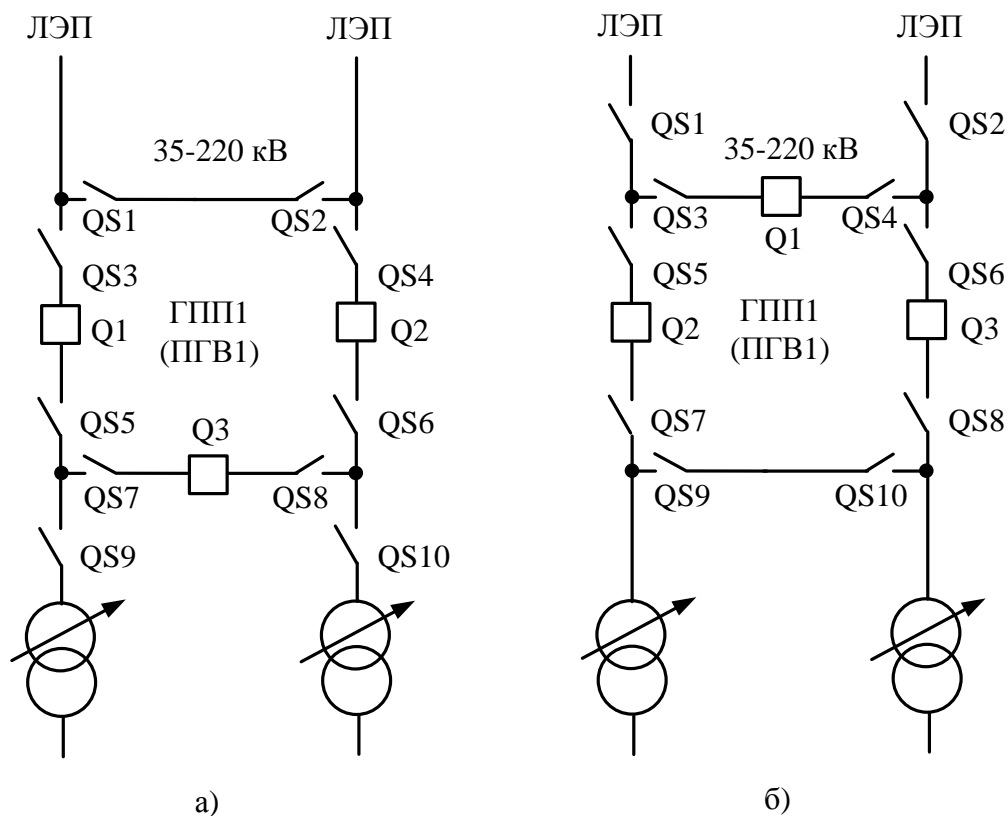 ЛЭП
ЛЭП
35-220 кВ
QS1
QS2
QS3
QS4
Q1
ГПП1
(ПГВ1)
Q2
QS5
QS6
Q3
QS7
QS8
QS9
QS10
а)
ЛЭП
ЛЭП
QS1
QS2
35-220 кВ
QS3
QS4
Q1
QS5
QS6
Q2
ГПП1
(ПГВ1)
Q3
QS7
QS8
QS9
QS10
б)